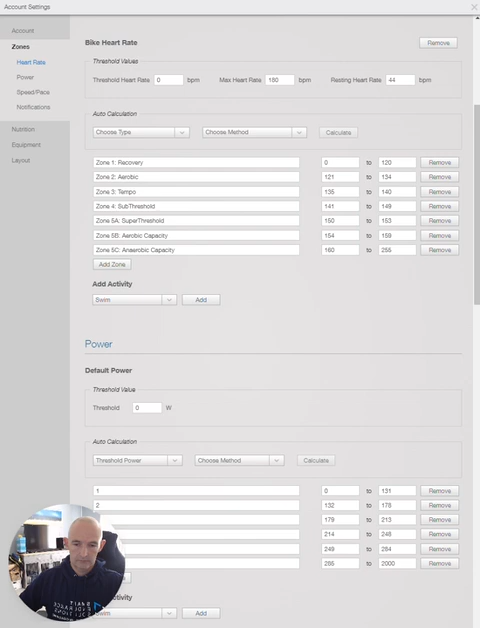 Account Settings
Account
Zones
Heart Rate
Power
Speed/Pace
Notifications
Nutrition
Equipment
Layout
Bike Heart Rate
Remove
Threshold Values
Threshold Heart Rate 0 bpm Max Heart Rate 180 bpm Resting Heart Rate 44 bpm
Auto Calculation
Choose Type Choose Method Calculate
Zone 1: Recovery 0 to 120 Remove
Zone 2: Aerobic 121 to 134 Remove
Zone 3: Tempo 135 to 140 Remove
Zone 4: SubThreshold 141 to 149 Remove
Zone 5A: SuperThreshold 150 to 153 Remove
Zone 5B: Aerobic Capacity 154 to 159 Remove
Zone 5C: Anaerobic Capacity 160 to 255 Remove
Add Zone
Add Activity
Swim Add
Power
Default Power
Threshold Value
Threshold 0 W
Auto Calculation
Threshold Power Choose Method Calculate
1 0 to 131 Remove
2 132 to 178 Remove
179 to 213 Remove
214 to 248 Remove
249 to 284 Remove
285 to 2000 Remove
Swim Add